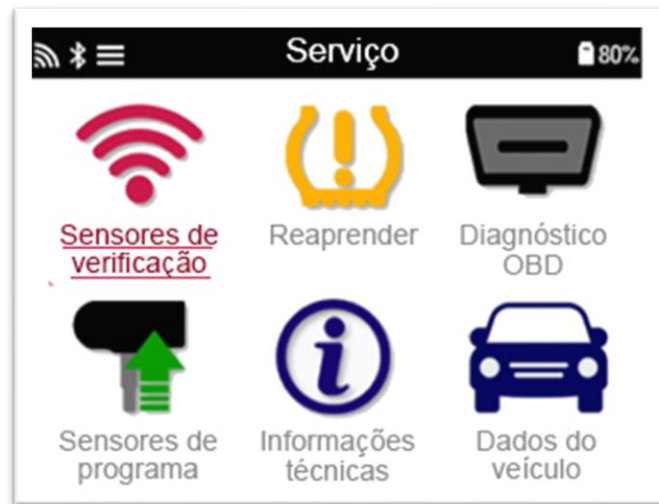 Serviço
80%
Sensores de
verificação
Reaprender
Diagnóstico
OBD
Sensores de
programa
Informações
técnicas
Dados do
veículo